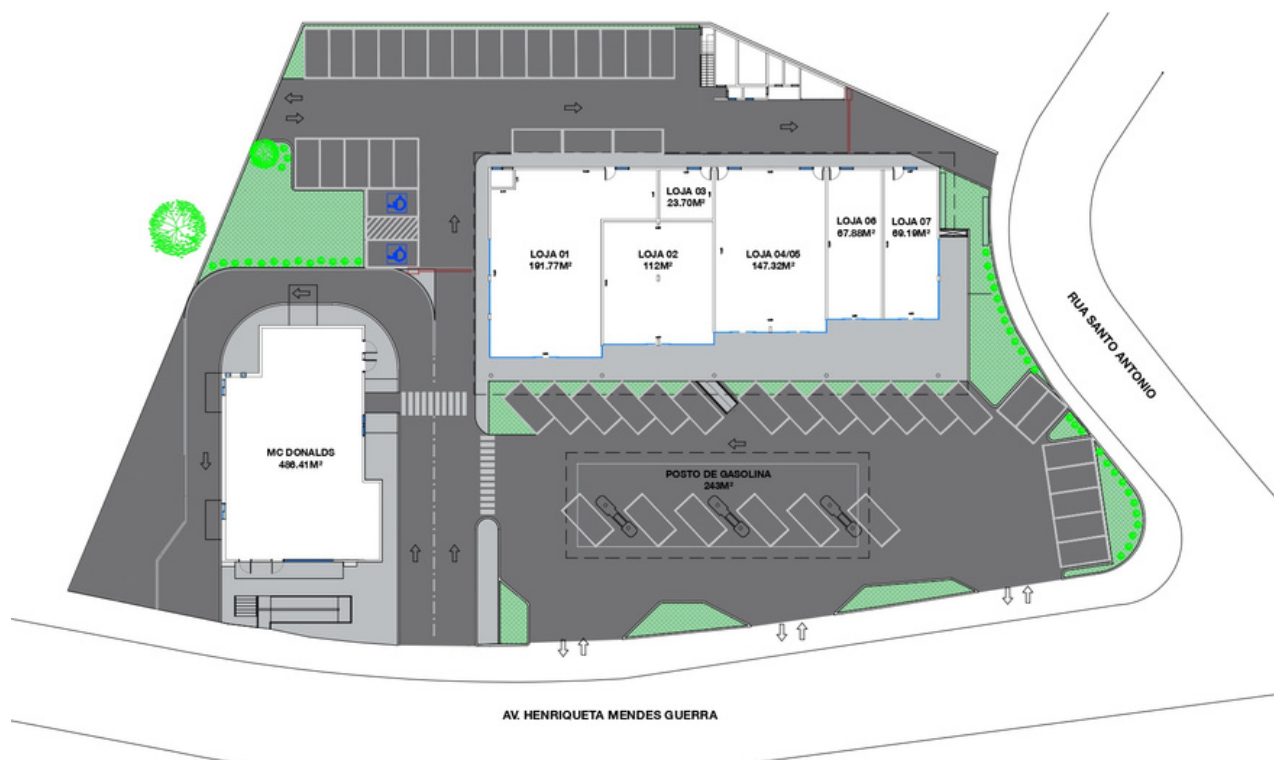 LOJA 03
23.70M²
LOJA 01
191.77M²
LOJA 02
112M²
LOJA 04/05
147.32M²
LOJA 06
67.88M²
LOJA 07
69.19M²
RUA SANTO ANTONIO
MC DONALDS
486.41M²
POSTO DE GASOLINA
243M²
AV. HENRIQUETA MENDES GUERRA